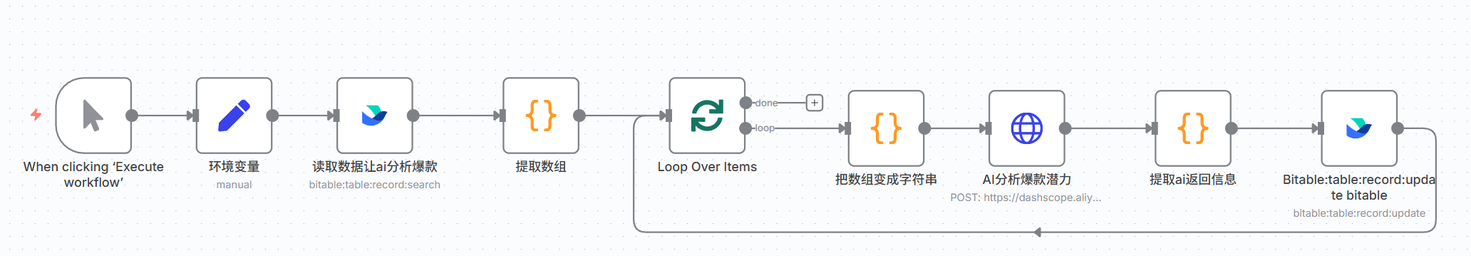 done
loop
When clicking ‘Execute
workflow’
环境变量
manual
读取数据让ai分析爆款
bitable:table:record:search
提取数组
Loop Over Items
把数组变成字符串
AI分析爆款潜力
POST: https://dashscope.aliy...
提取ai返回信息
Bitable:table:record:upda
te bitable
bitable:table:record:update